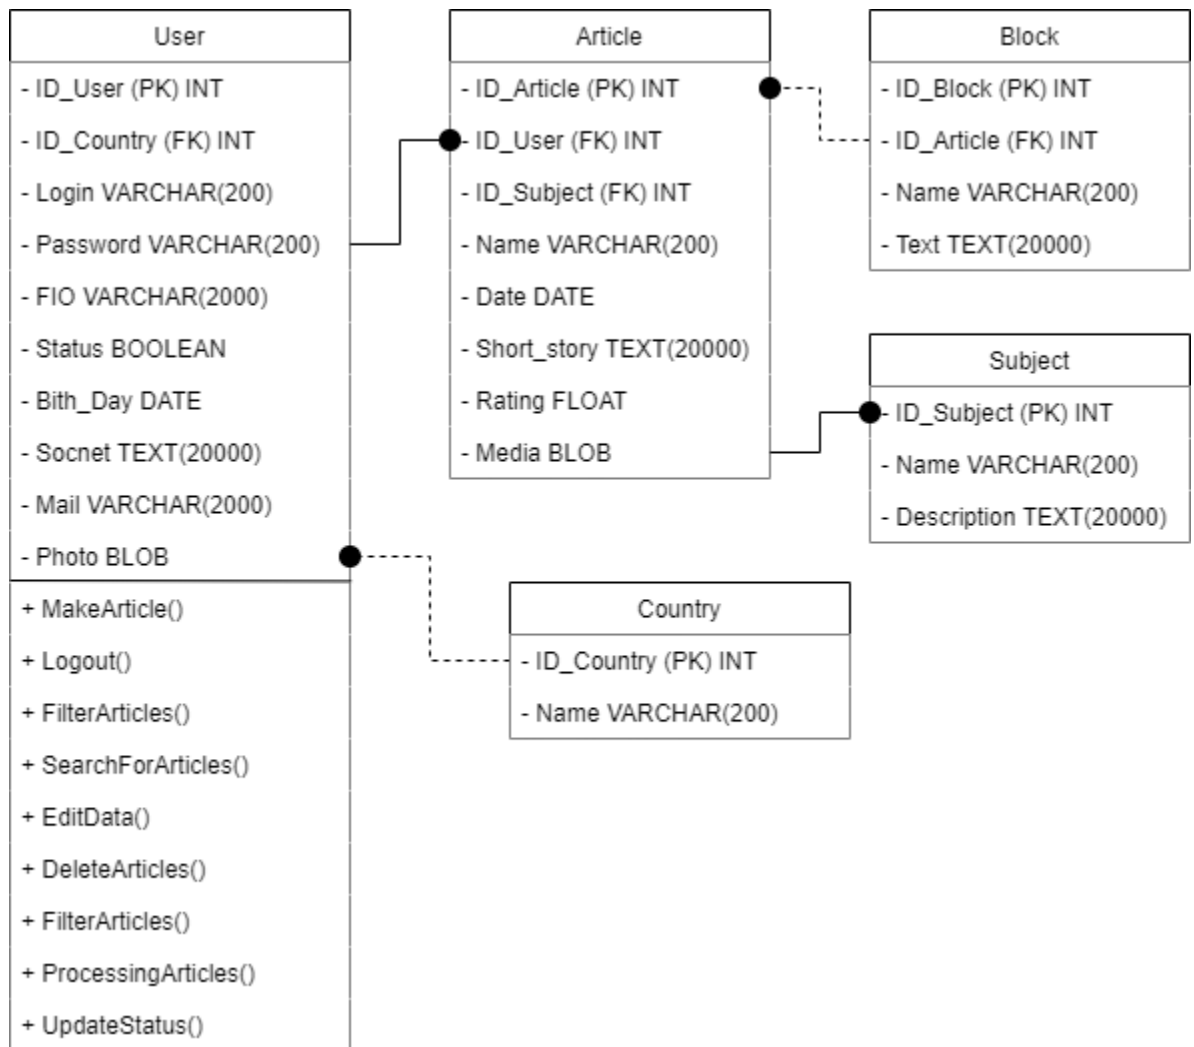 User
- ID_User (PK) INT
- ID_Country (FK) INT
- Login VARCHAR(200)
- Password VARCHAR(200)
- FIO VARCHAR(2000)
- Status BOOLEAN
- Bith_Day DATE
- Socnet TEXT(20000)
- Mail VARCHAR(2000)
- Photo BLOB
+ MakeArticle()
+ Logout()
+ FilterArticles()
+ SearchForArticles()
+ EditData()
+ DeleteArticles()
+ FilterArticles()
+ ProcessingArticles()
+ UpdateStatus()
Article
- ID_Article (PK) INT
- ID_User (FK) INT
- ID_Subject (FK) INT
- Name VARCHAR(200)
- Date DATE
- Short_story TEXT(20000)
- Rating FLOAT
- Media BLOB
Block
- ID_Block (PK) INT
- ID_Article (FK) INT
- Name VARCHAR(200)
- Text TEXT(20000)
Subject
- ID_Subject (PK) INT
- Name VARCHAR(200)
- Description TEXT(20000)
Country
- ID_Country (PK) INT
- Name VARCHAR(200)